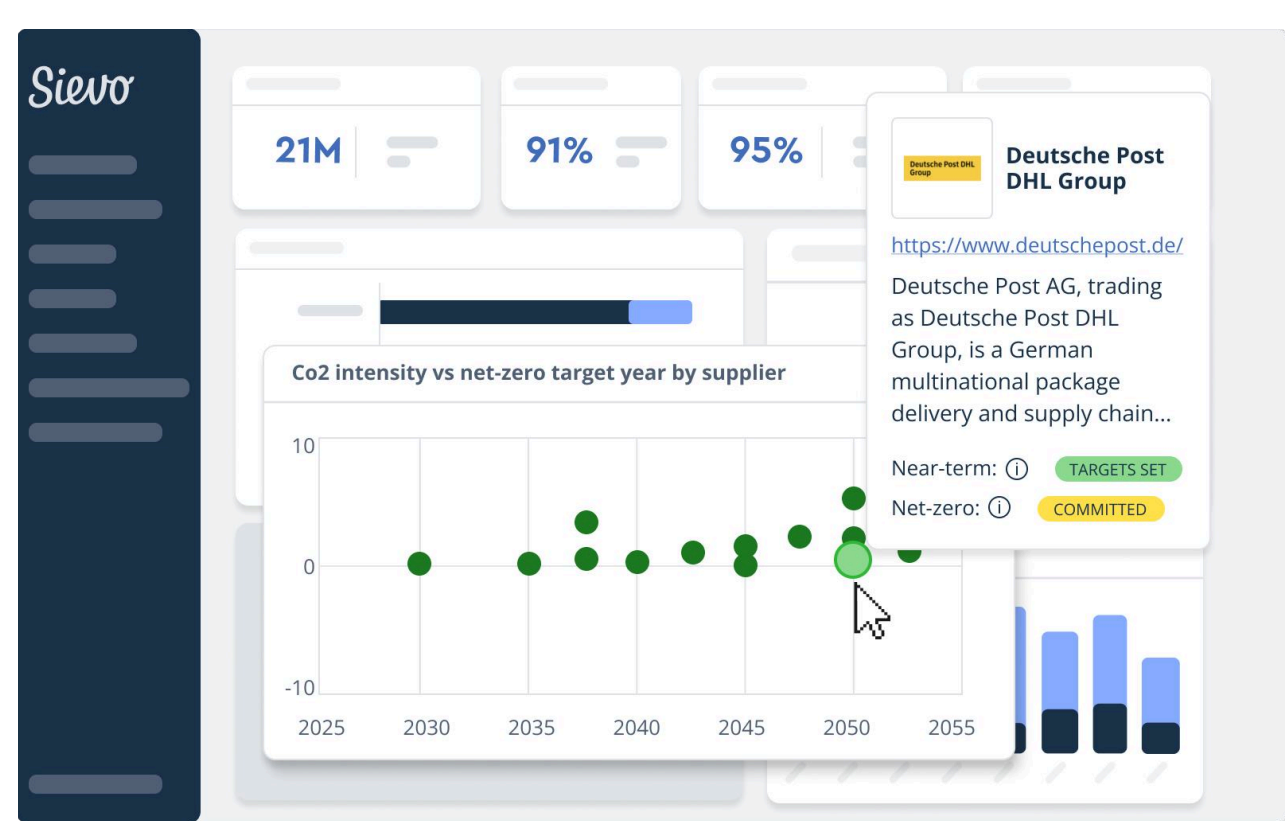 Sievo
21M
91%
95%
Deutsche Post DHL
Group
Deutsche Post
DHL Group
https://www.deutschepost.de/
Deutsche Post AG, trading
as Deutsche Post DHL
Group, is a German
multinational package
delivery and supply chain...
Near-term: i TARGETS SET
Net-zero: i COMMITTED
Co2 intensity vs net-zero target year by supplier
10
0
-10
2025 2030 2035 2040 2045 2050 2055